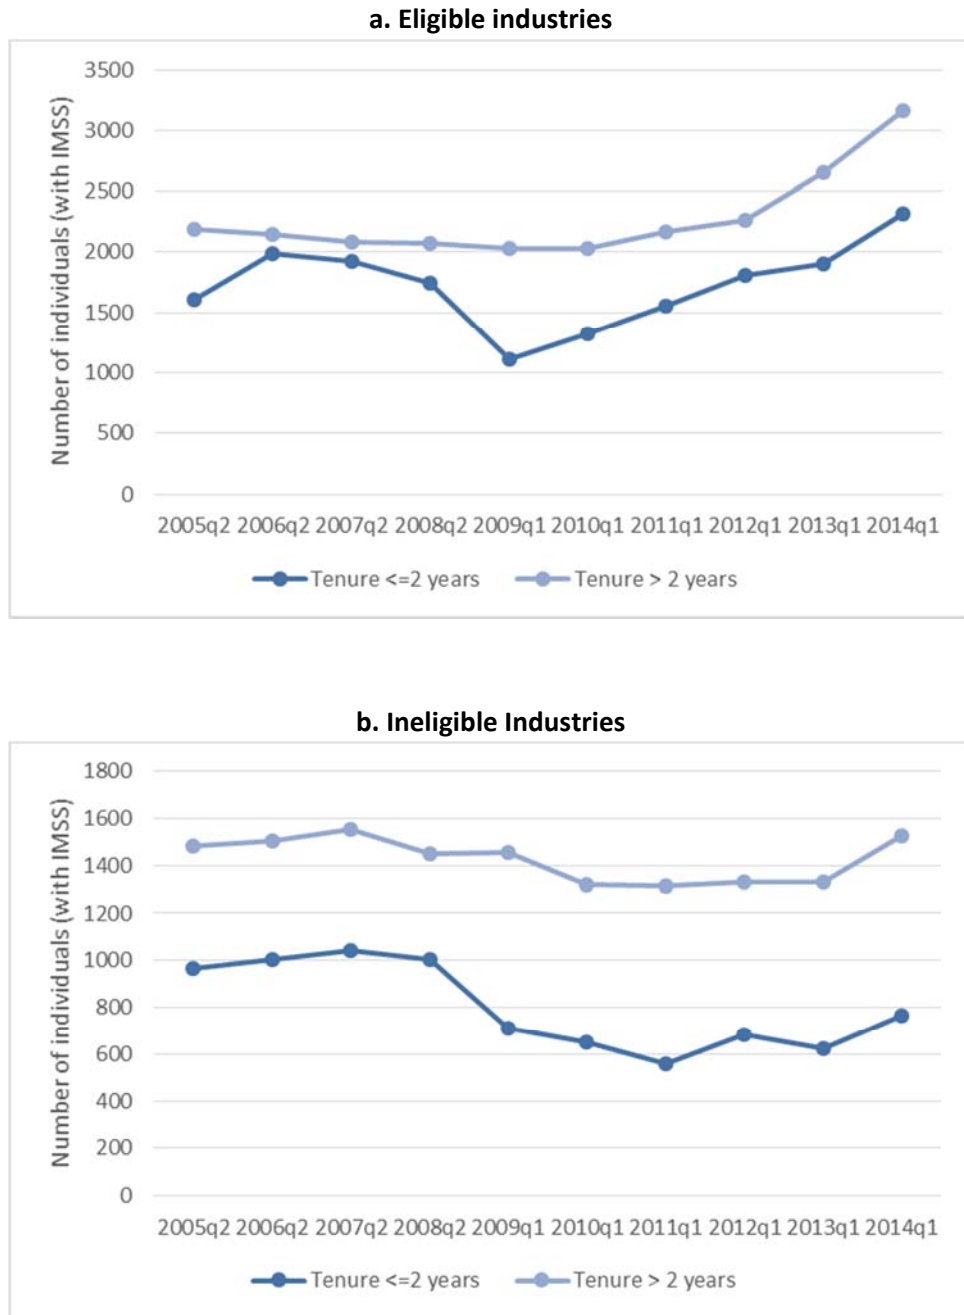 a. Eligible industries
3500
3000
2500
2000
1500
1000
500
0
Number of individuals (with IMSS)
2005q2 2006q2 2007q2 2008q2 2009q1 2010q1 2011q1 2012q1 2013q1 2014q1
Tenure <=2 years Tenure > 2 years
b. Ineligible Industries
1800
1600
1400
1200
1000
800
600
400
200
0
Number of individuals (with IMSS)
2005q2 2006q2 2007q2 2008q2 2009q1 2010q1 2011q1 2012q1 2013q1 2014q1
Tenure <=2 years Tenure > 2 years